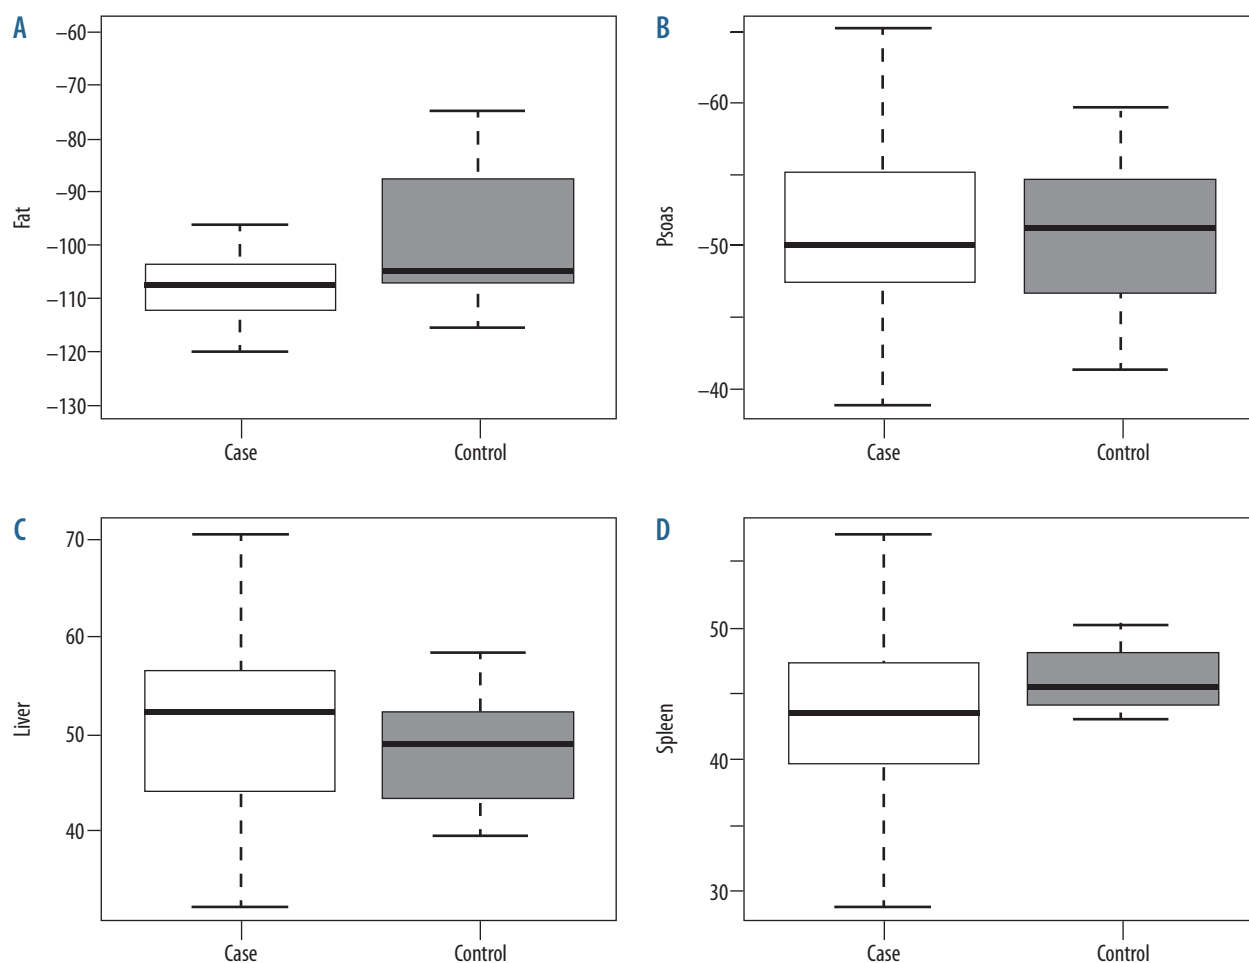 A
–60
–70
–80
–90
–100
–110
–120
–130
Fat
Case
Control
B
–60
–50
–40
Psoas
Case
Control
C
70
60
50
40
Liver
Case
Control
D
50
40
30
Spleen
Case
Control